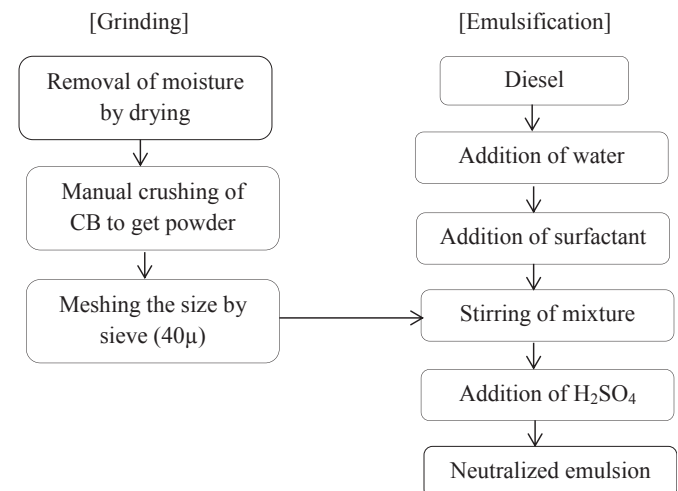 [Grinding]
Removal of moisture
by drying
Manual crushing of
CB to get powder
Meshing the size by
sieve (40μ)
[Emulsification]
Diesel
Addition of water
Addition of surfactant
Stirring of mixture
Addition of H₂SO₄
Neutralized emulsion